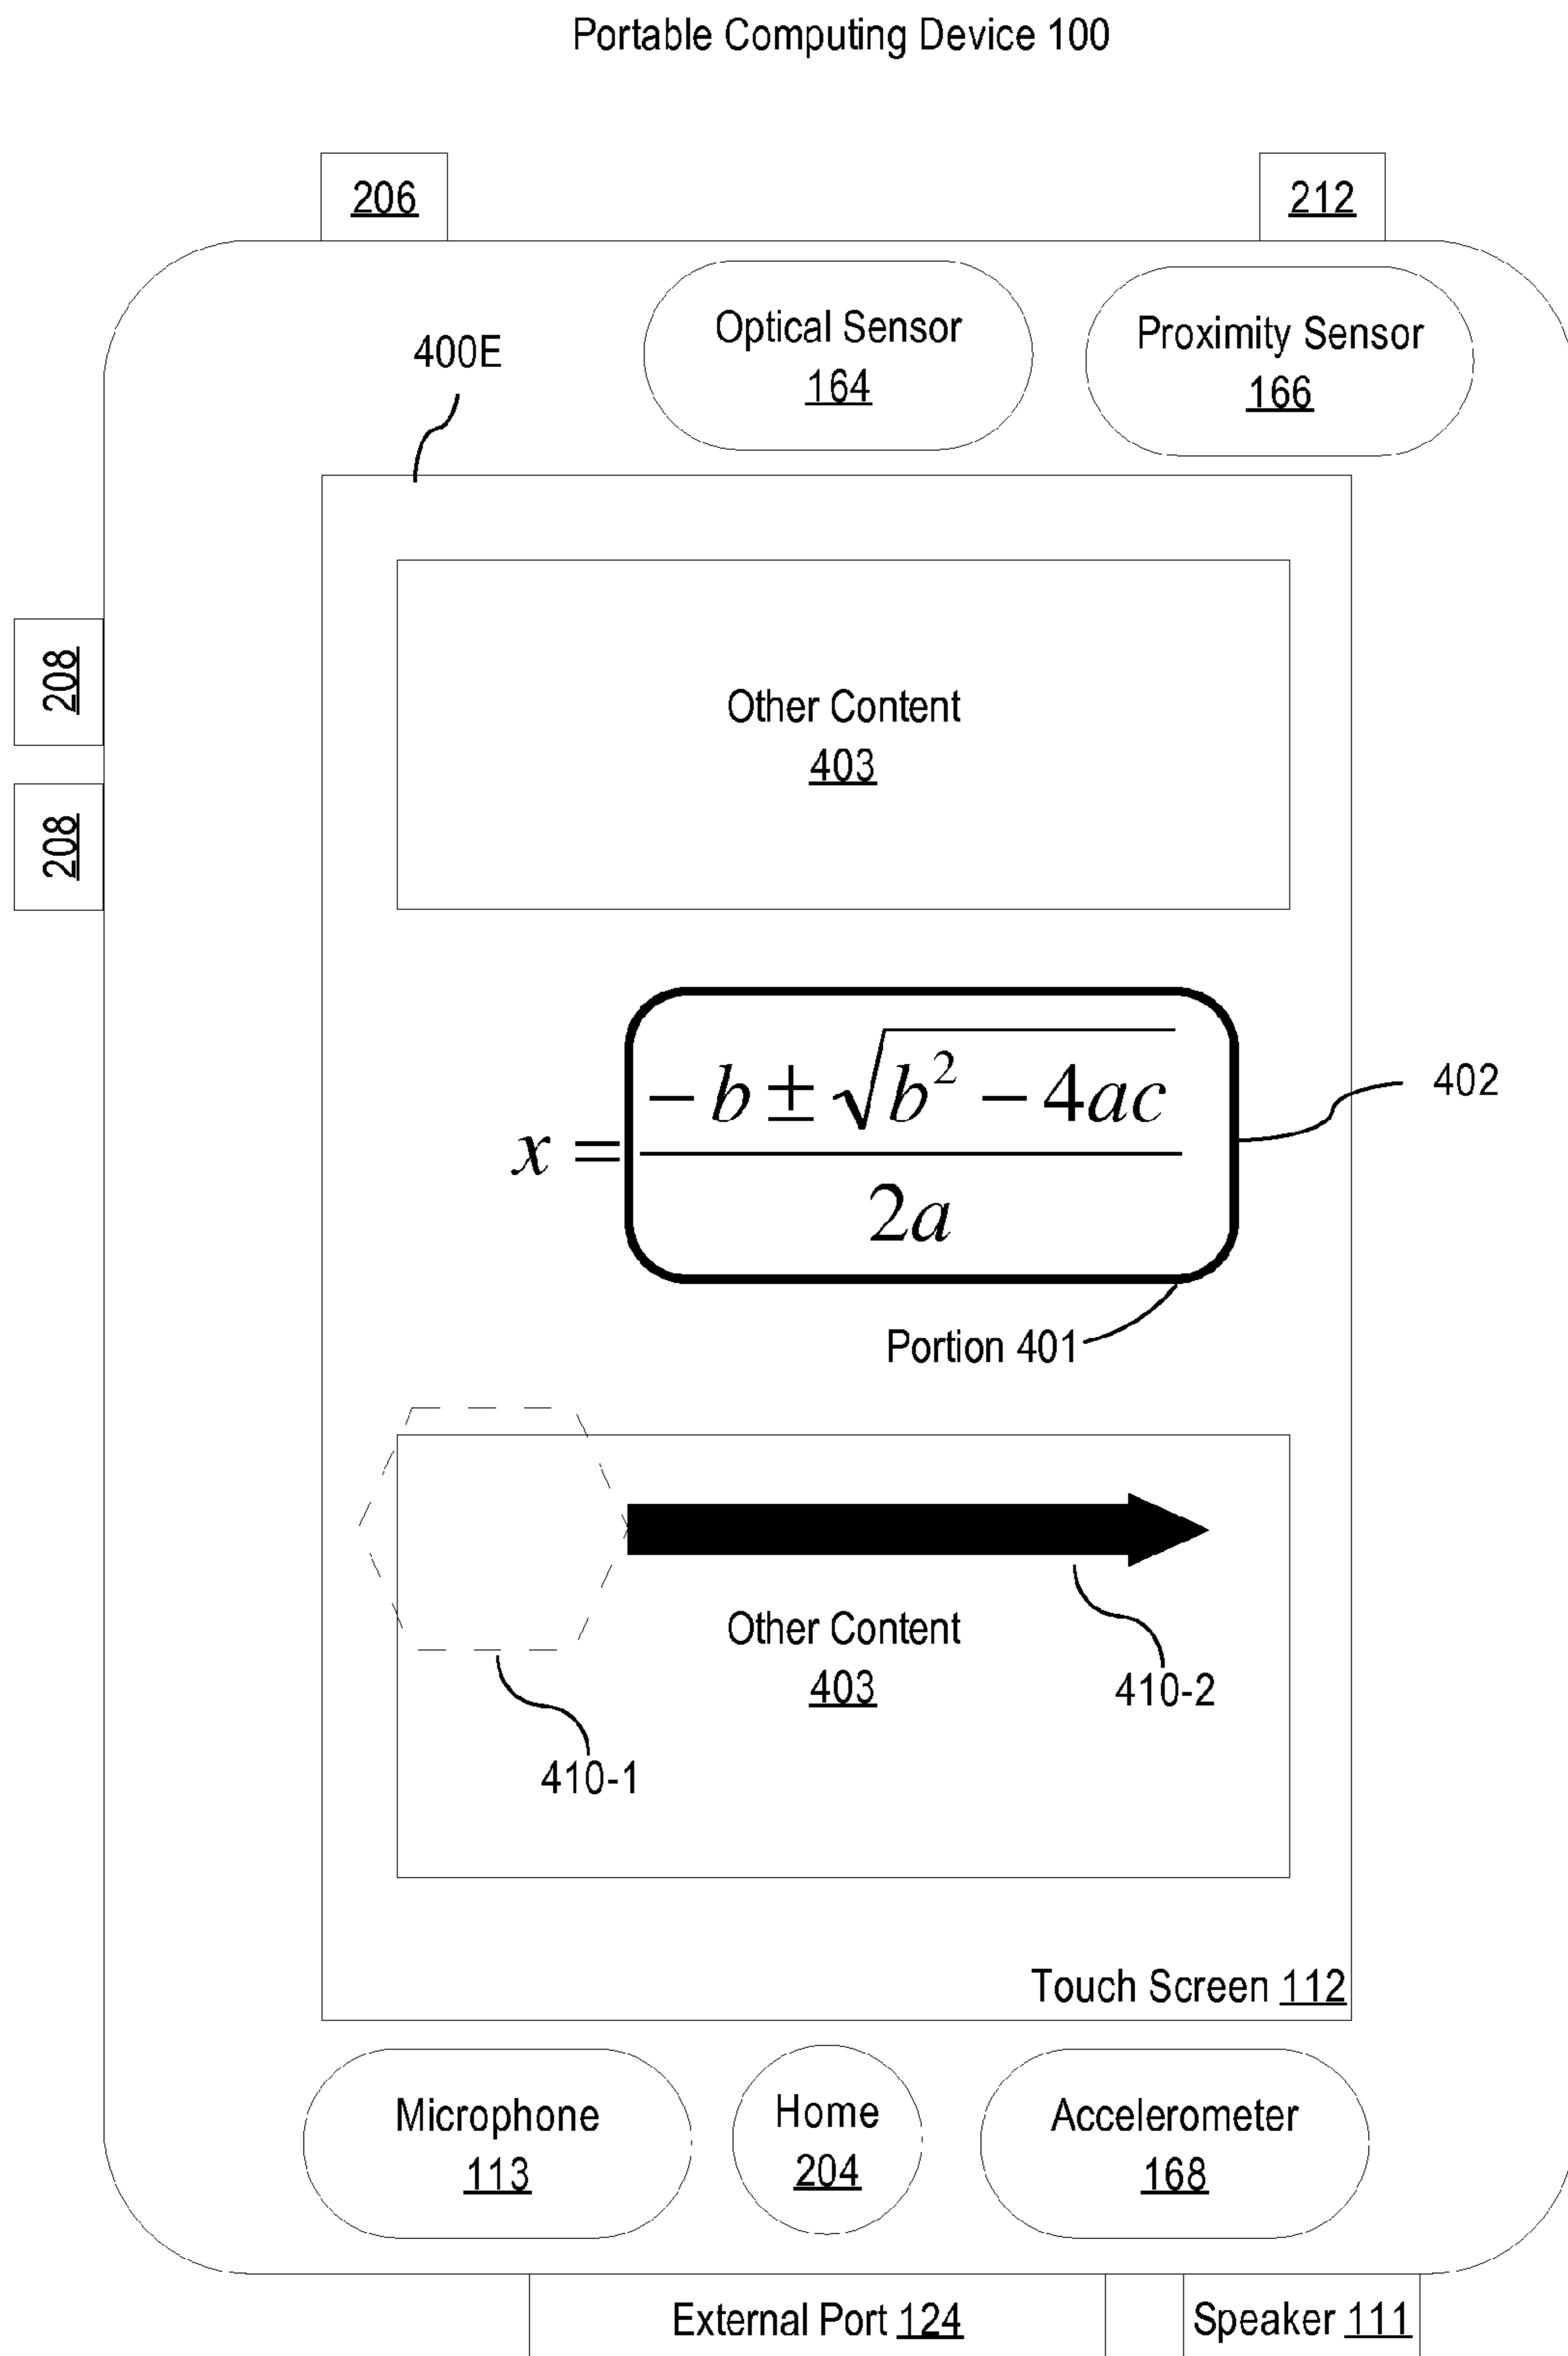 Portable Computing Device 100
206
212
Optical Sensor
164
Proximity Sensor
166
400E
208
208
Other Content
403
x = (−b ± √(b² − 4ac)) / 2a
402
Portion 401
Other Content
403
410-2
410-1
Touch Screen 112
Microphone
113
Home
204
Accelerometer
168
External Port 124
Speaker 111